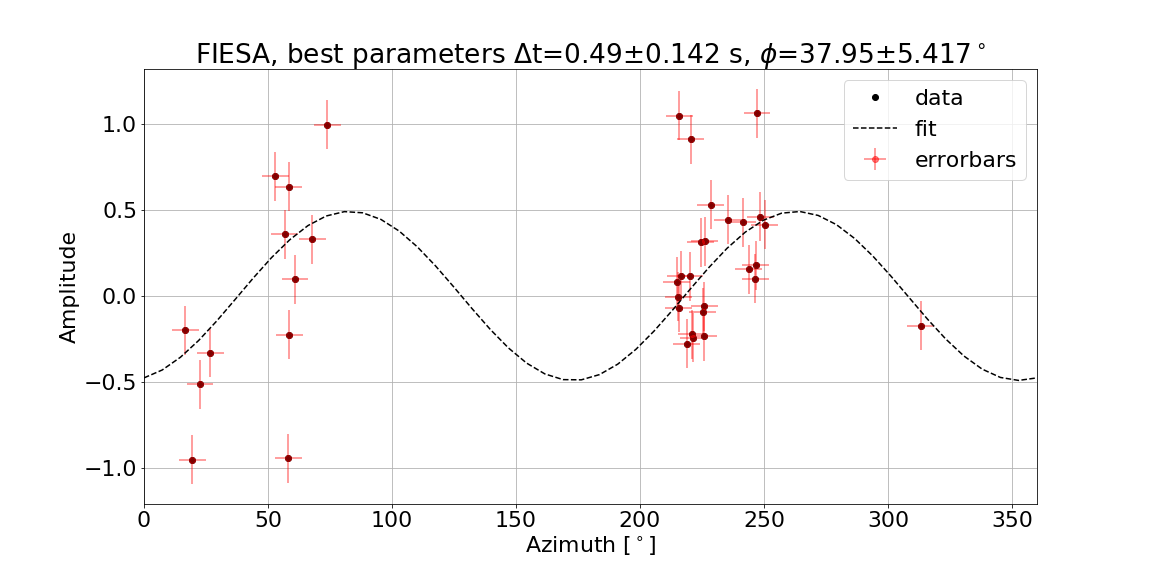 FIESA, best parameters Δt=0.49±0.142 s, ϕ=37.95±5.417°
data
fit
errorbars
Amplitude
1.0
0.5
0.0
−0.5
−1.0
0 50 100 150 200 250 300 350
Azimuth [°]